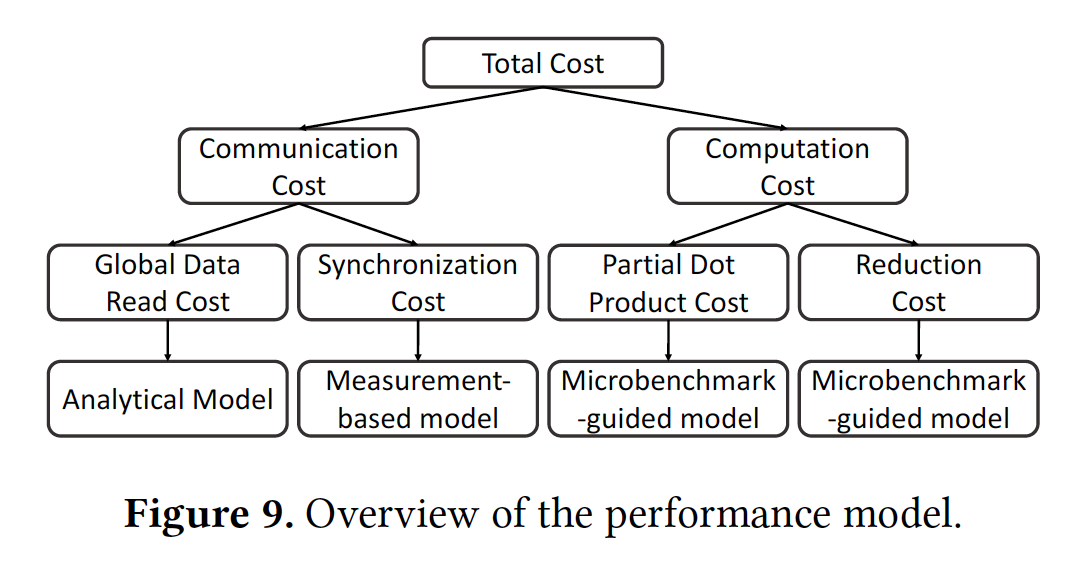 Total Cost
Communication
Cost
Computation
Cost
Global Data
Read Cost
Synchronization
Cost
Partial Dot
Product Cost
Reduction
Cost
Analytical Model
Measurement-
based model
Microbenchmark
-guided model
Microbenchmark
-guided model
Figure 9. Overview of the performance model.